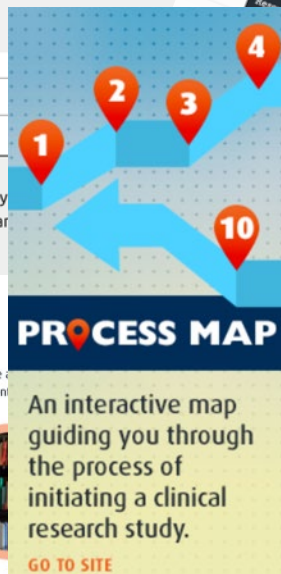 1
2
3
4
10
PROCESS MAP
An interactive map
guiding you through
the process of
initiating a clinical
research study.
GO TO SITE